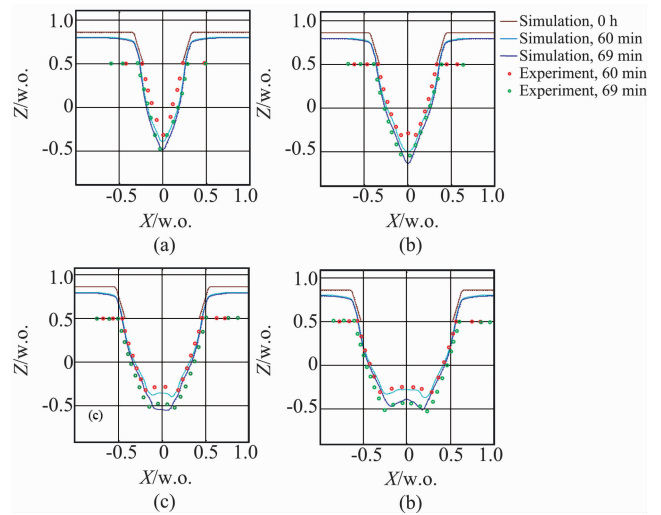 1.0
0.5
0
-0.5
Z/w.o.
-0.5
0
0.5
1.0
X/w.o.
(a)
1.0
0.5
0
-0.5
Z/w.o.
-0.5
0
0.5
1.0
X/w.o.
(b)
Simulation, 0 h
Simulation, 60 min
Simulation, 69 min
Experiment, 60 min
Experiment, 69 min
1.0
0.5
0
-0.5
Z/w.o.
(c)
-0.5
0
0.5
1.0
X/w.o.
(c)
1.0
0.5
0
-0.5
Z/w.o.
-0.5
0
0.5
1.0
X/w.o.
(b)